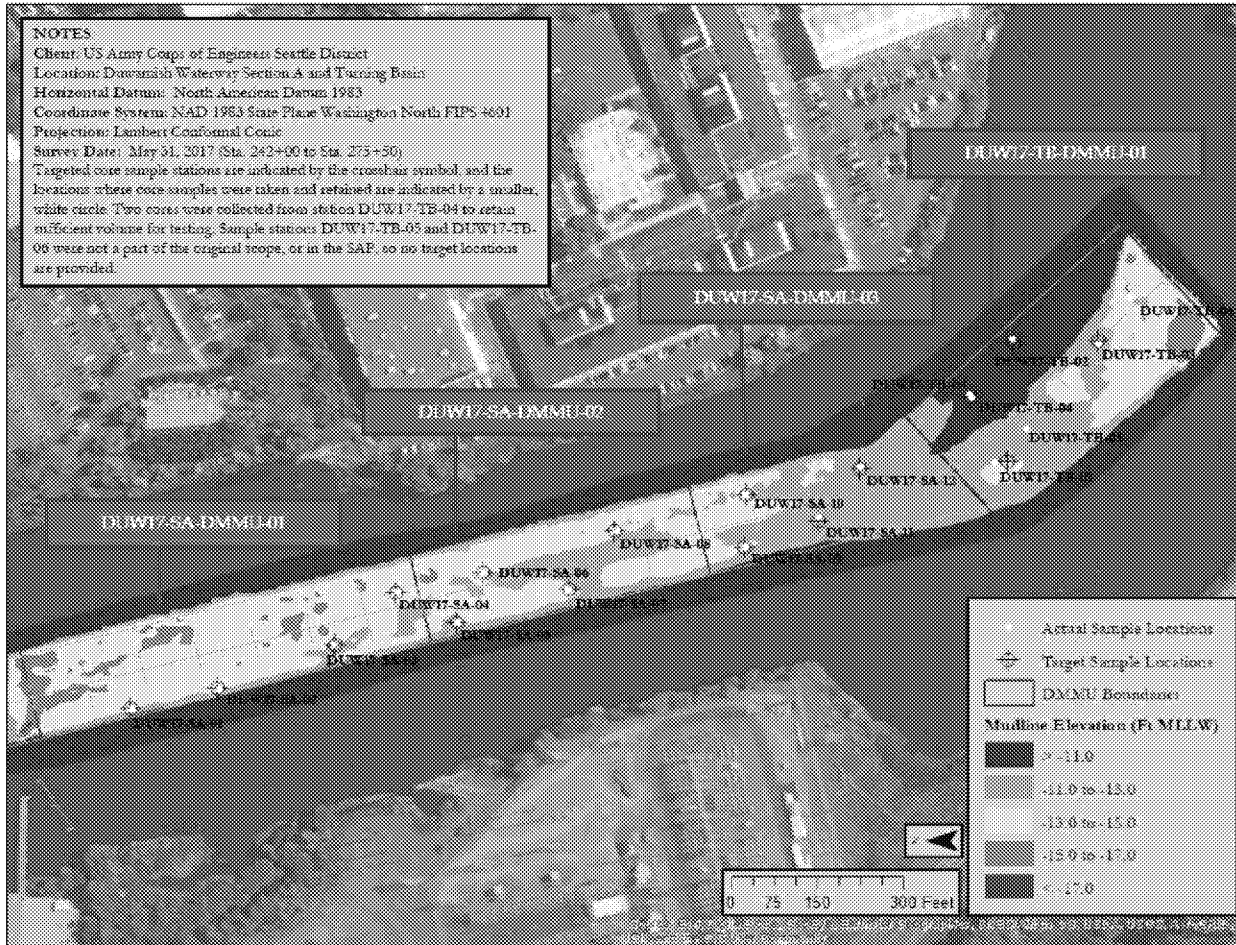 NOTES
Client: US Army Corps of Engineers Seattle District
Location: Duwamish Waterway Section A and Turning Basin
Horizontal Datum: North American Datum 1983
Coordinate System: NAD 1983 State Plane Washington North FIPS 4601
Projection: Lambert Conformal Conic
Survey Date: May 31, 2017 (Sta. 242+00 to Sta. 275+50)
Targeted core sample stations are indicated by the crosshair symbol, and the
locations where core samples were taken and retained are indicated by a smaller,
white circle. Two cores were collected from station DUW17-TB-04 to retain
sufficient volume for testing. Sample stations DUW17-TB-05 and DUW17-TB-
06 were not a part of the original scope, or in the SAP, so no target locations
are provided.
DUW17-TB-DMMU-01
DUW17-SA-DMMU-03
DUW17-SA-DMMU-02
DUW17-SA-DMMU-01
DUW17-TB-02
DUW17-TB-03
DUW17-TB-04
DUW17-SA-12
DUW17-SA-10
DUW17-SA-11
DUW17-SA-08
DUW17-SA-06
DUW17-SA-04
Actual Sample Locations
Target Sample Locations
DMMU Boundaries
Mudline Elevation (Ft MLLW)
> -11.0
-11.0 to -13.0
-13.0 to -15.0
-15.0 to -17.0
< -17.0
0 75 150 300 Feet